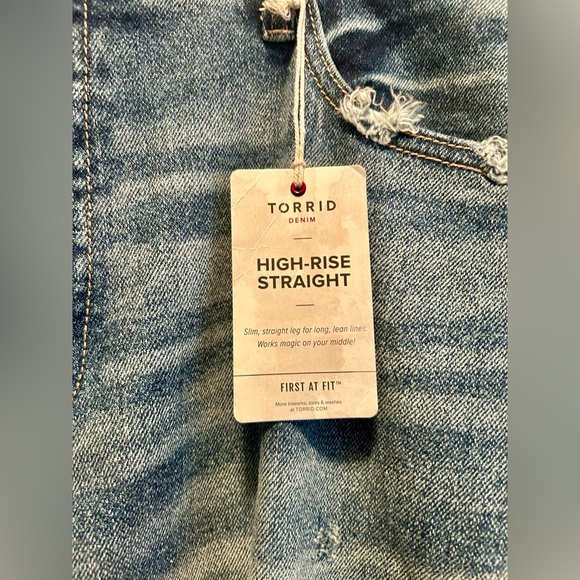 TORRID
DENIM
HIGH-RISE
STRAIGHT
Slim, straight leg for long, lean lines.
Works magic on your middle!
FIRST AT FIT™
More inseams, sizes & washes
at TORRID.COM